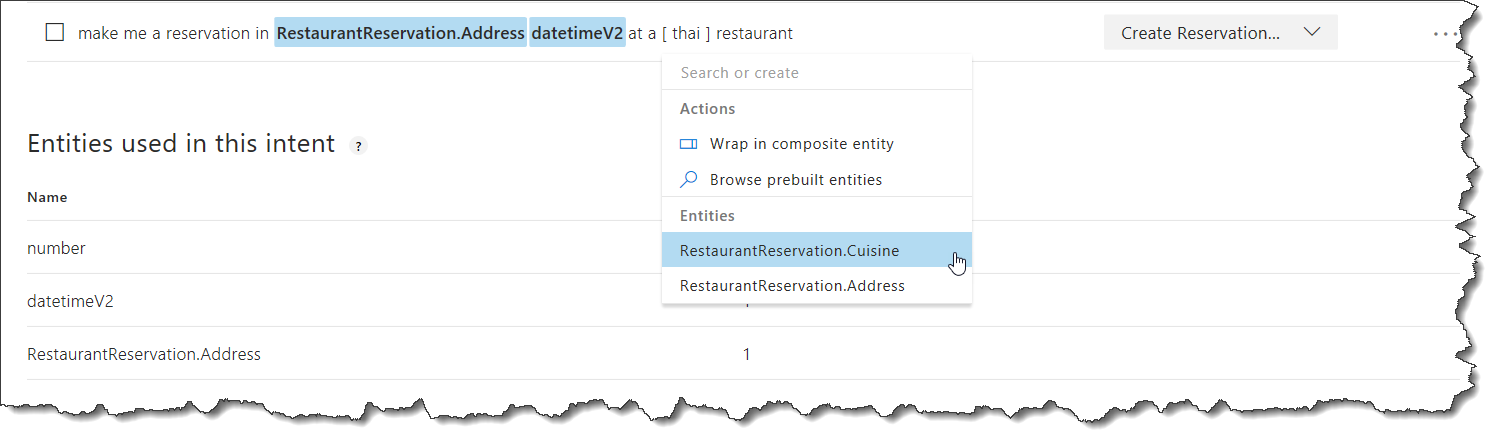 make me a reservation in RestaurantReservation.Address datetimeV2 at a [ thai ] restaurant
Create Reservation...
...
Search or create
Actions
Wrap in composite entity
Browse prebuilt entities
Entities
RestaurantReservation.Cuisine
RestaurantReservation.Address
Entities used in this intent ?
Name
number
datetimeV2
RestaurantReservation.Address 1